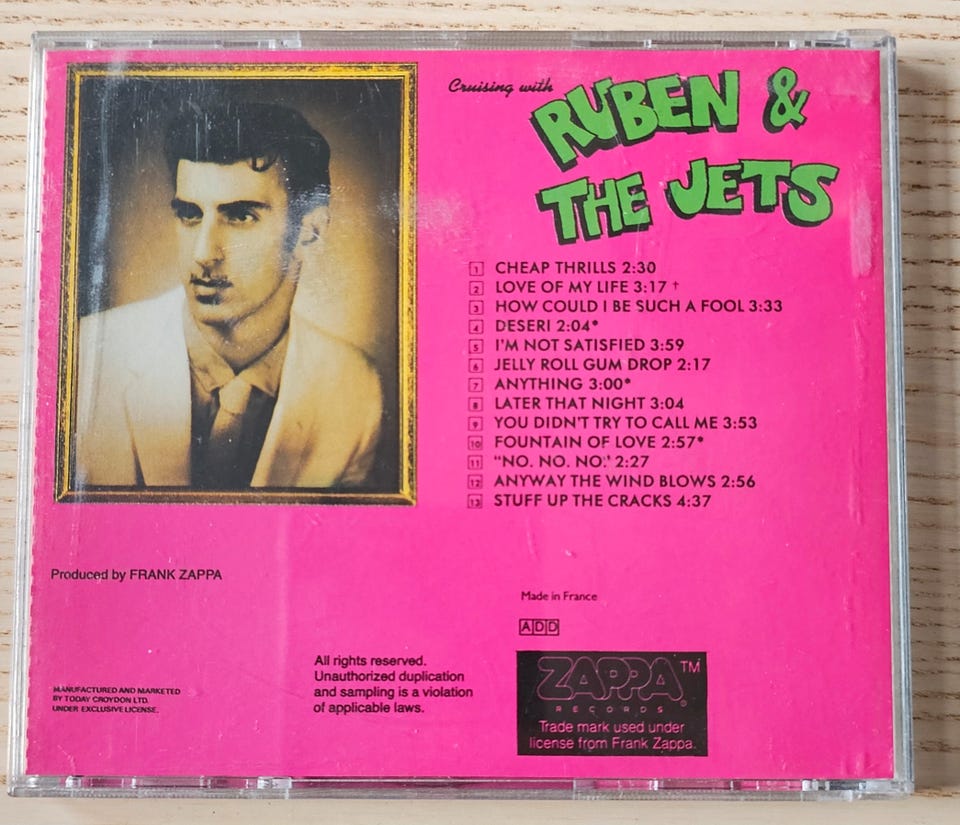 Cruising with
RUBEN &
THE JETS
1 CHEAP THRILLS 2:30
2 LOVE OF MY LIFE 3:17 †
3 HOW COULD I BE SUCH A FOOL 3:33
4 DESERI 2:04*
5 I'M NOT SATISFIED 3:59
6 JELLY ROLL GUM DROP 2:17
7 ANYTHING 3:00*
8 LATER THAT NIGHT 3:04
9 YOU DIDN'T TRY TO CALL ME 3:53
10 FOUNTAIN OF LOVE 2:57*
11 “NO. NO. NO.” 2:27
12 ANYWAY THE WIND BLOWS 2:56
13 STUFF UP THE CRACKS 4:37
Produced by FRANK ZAPPA
Made in France
ADD
MANUFACTURED AND MARKETED
BY TODAY CROYDON LTD.
UNDER EXCLUSIVE LICENSE.
All rights reserved.
Unauthorized duplication
and sampling is a violation
of applicable laws.
ZAPPA™
RECORDS®
Trade mark used under
license from Frank Zappa.